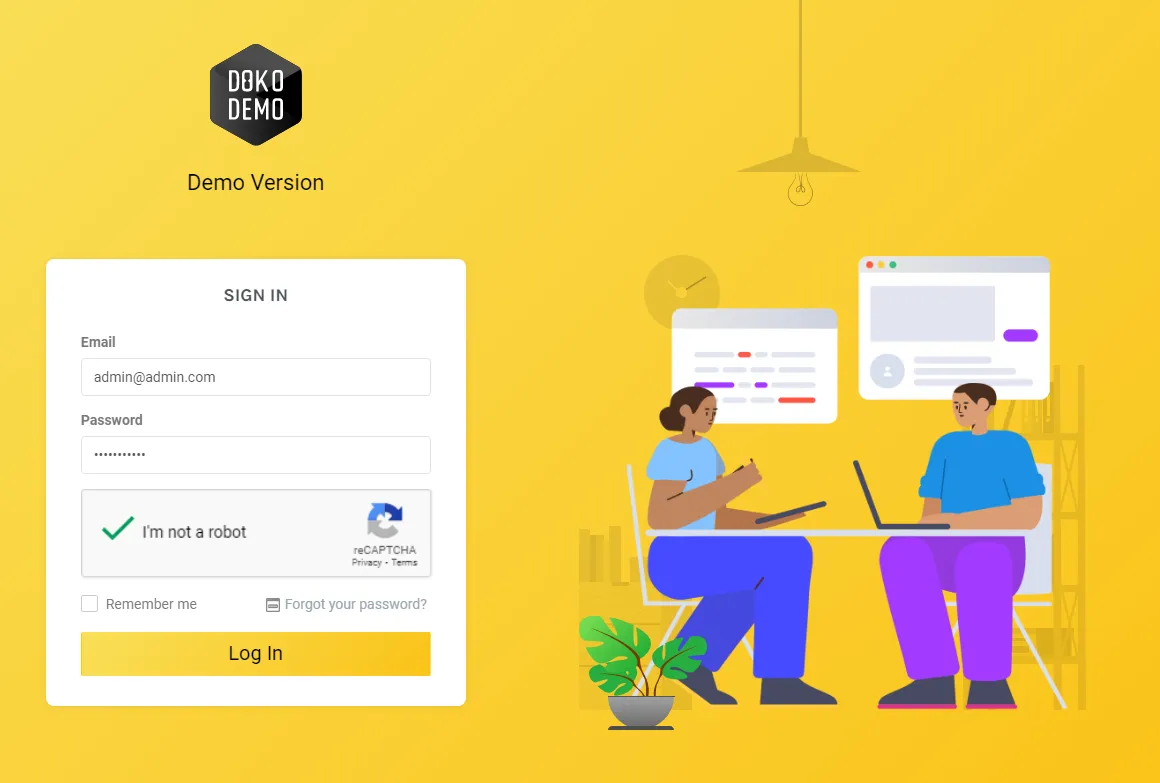 DOKO
DEMO
Demo Version
SIGN IN
Email
admin@admin.com
Password
•••••••••••
I'm not a robot
reCAPTCHA
Privacy - Terms
Remember me
Forgot your password?
Log In